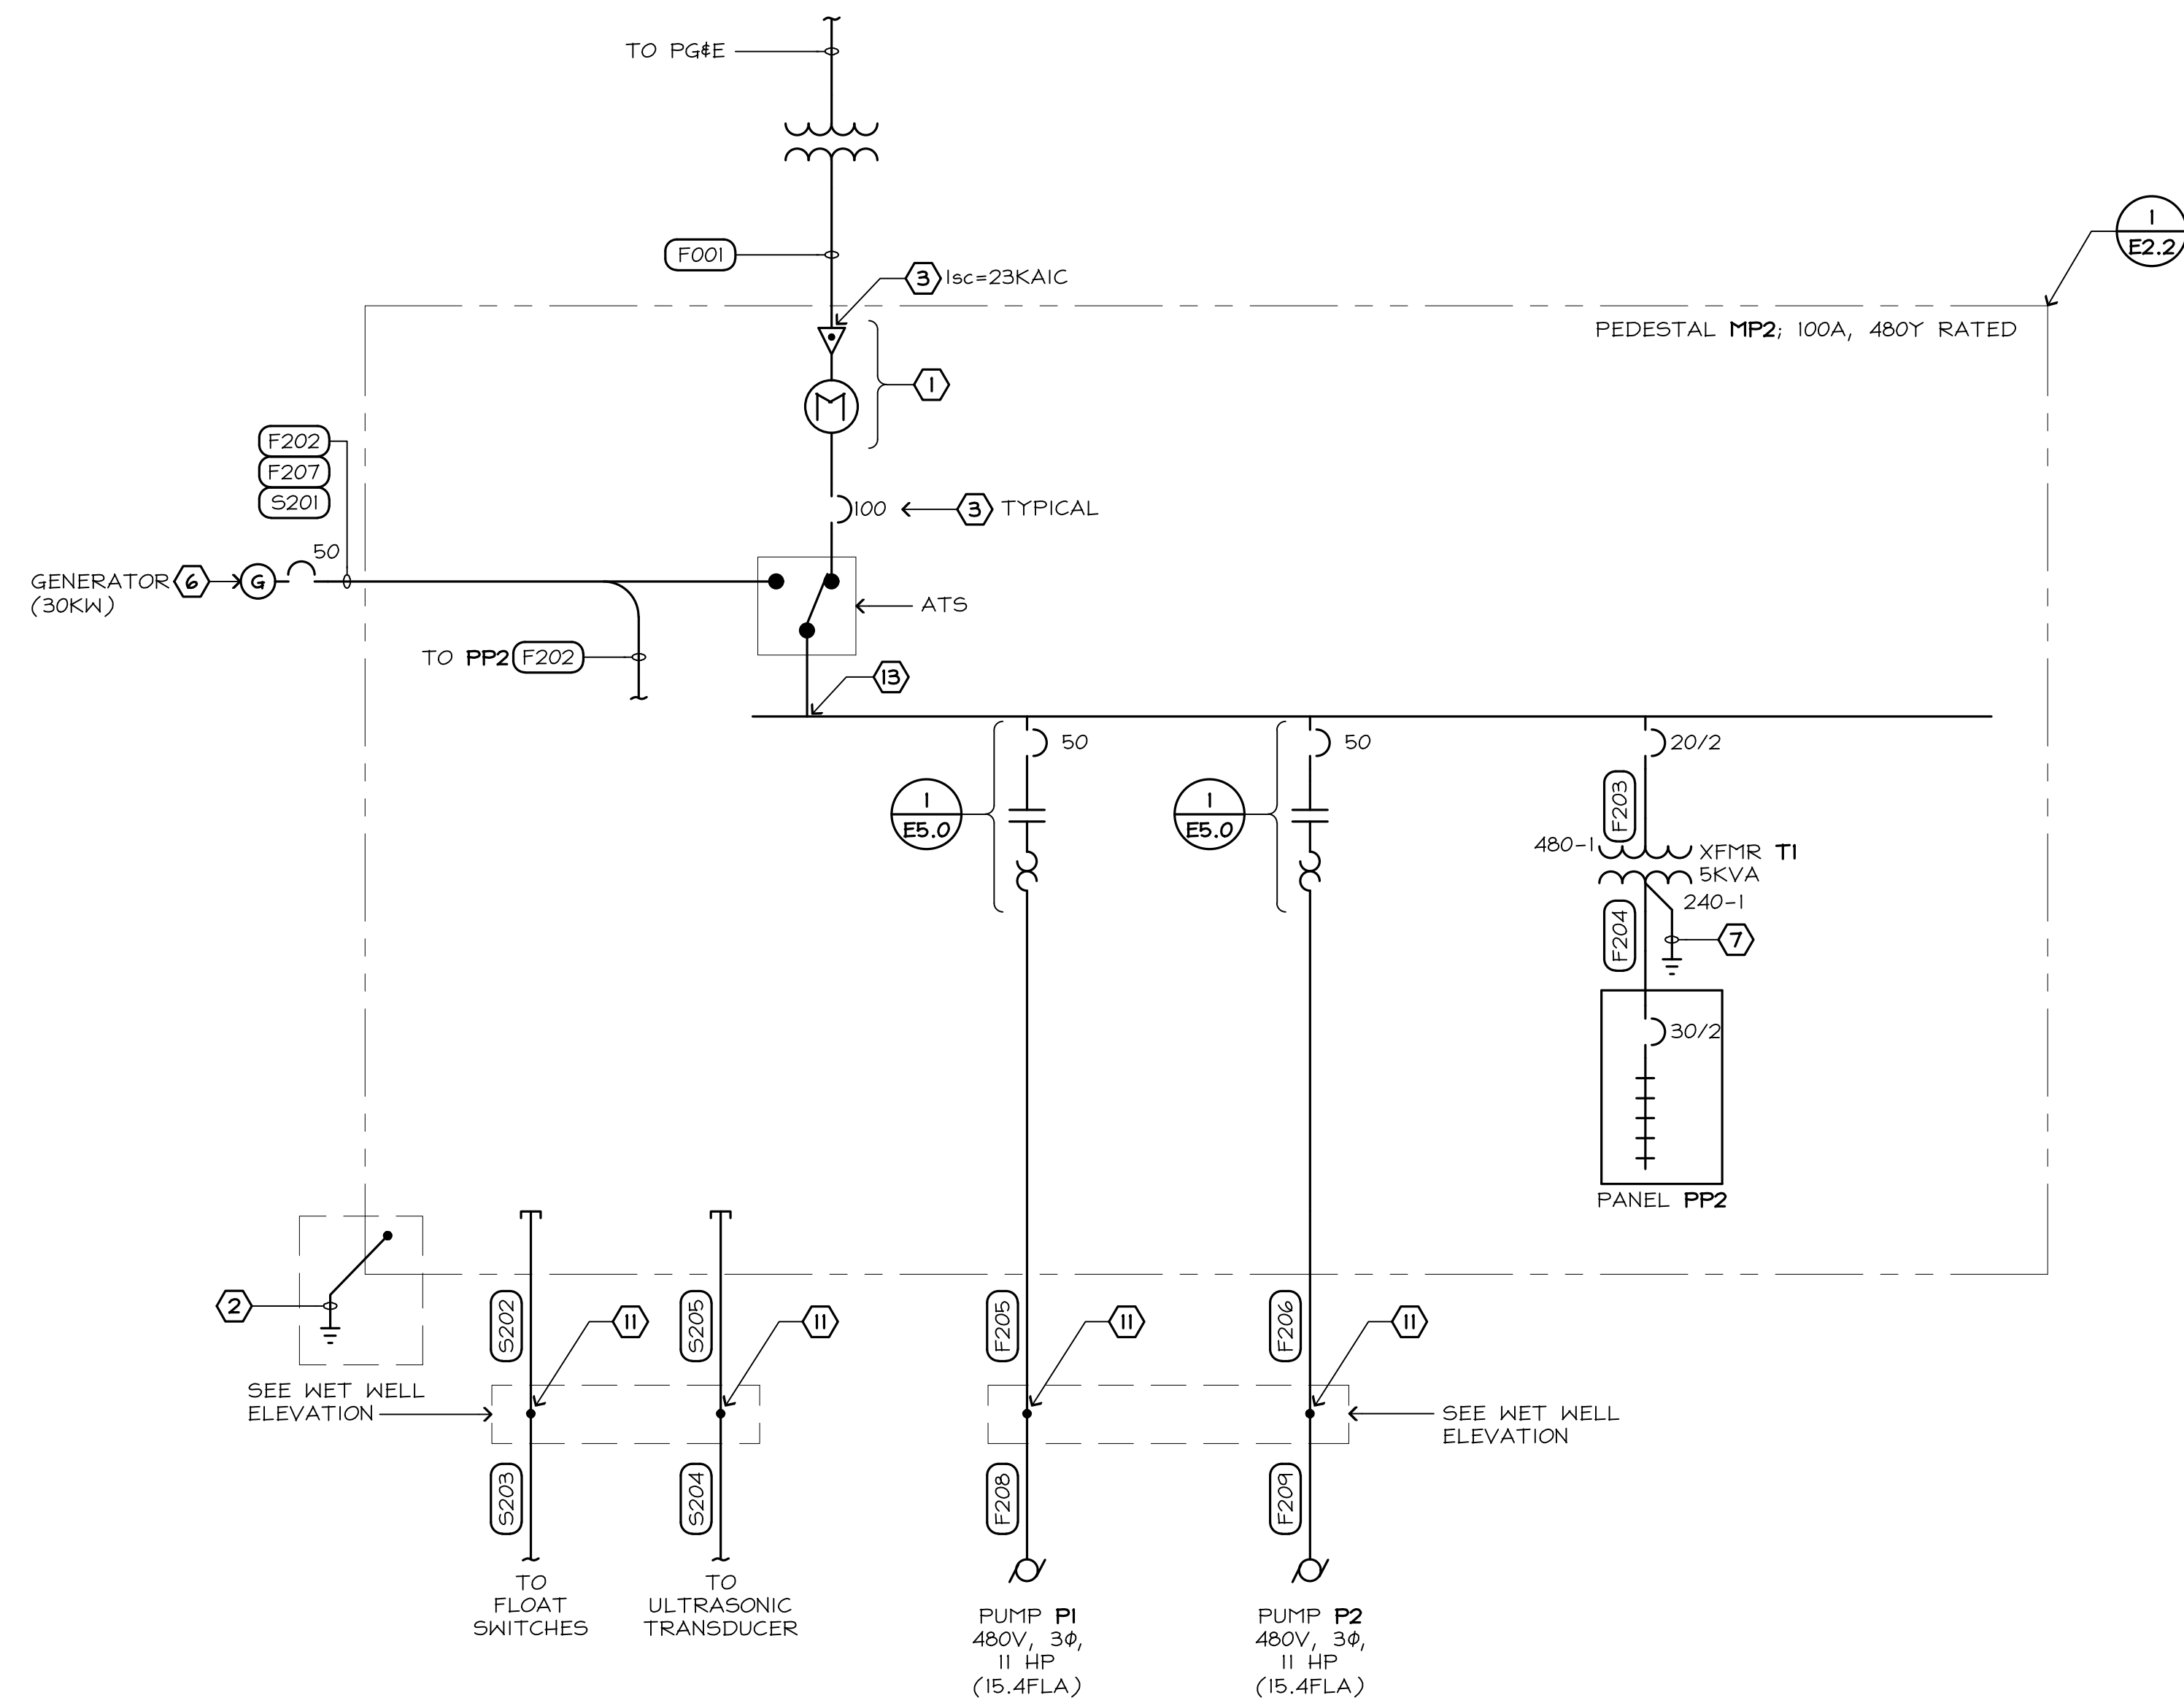 TO PG&E
F001
3 Isc=23KAIC
1
E2.2
PEDESTAL MP2; 100A, 480Y RATED
M
1
F202
F207
S201
100
3 TYPICAL
50
GENERATOR 6 G
(30KW)
ATS
TO PP2 F202
13
50
50
20/2
1
E5.0
1
E5.0
F203
480-1
XFMR T1
5KVA
240-1
F204
7
30/2
PANEL PP2
2
S202
11
S205
11
F205
11
F206
11
SEE WET WELL
ELEVATION
SEE WET WELL
ELEVATION
S203
S204
F208
F209
TO
FLOAT
SWITCHES
TO
ULTRASONIC
TRANSDUCER
PUMP P1
480V, 3ϕ,
11 HP
(15.4FLA)
PUMP P2
480V, 3ϕ,
11 HP
(15.4FLA)